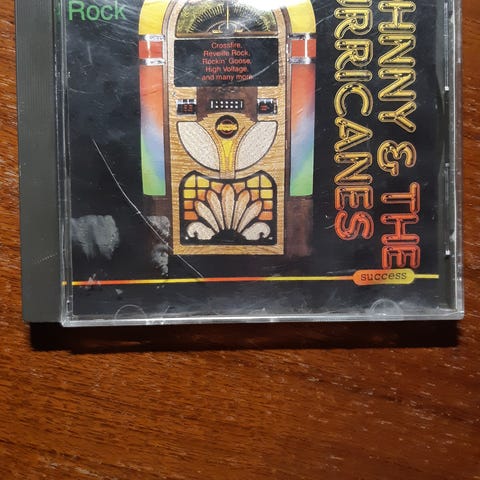 Rock
Crossfire,
Reveille Rock,
Rockin' Goose,
High Voltage,
and many more
HNNY & THE
URRICANES
success